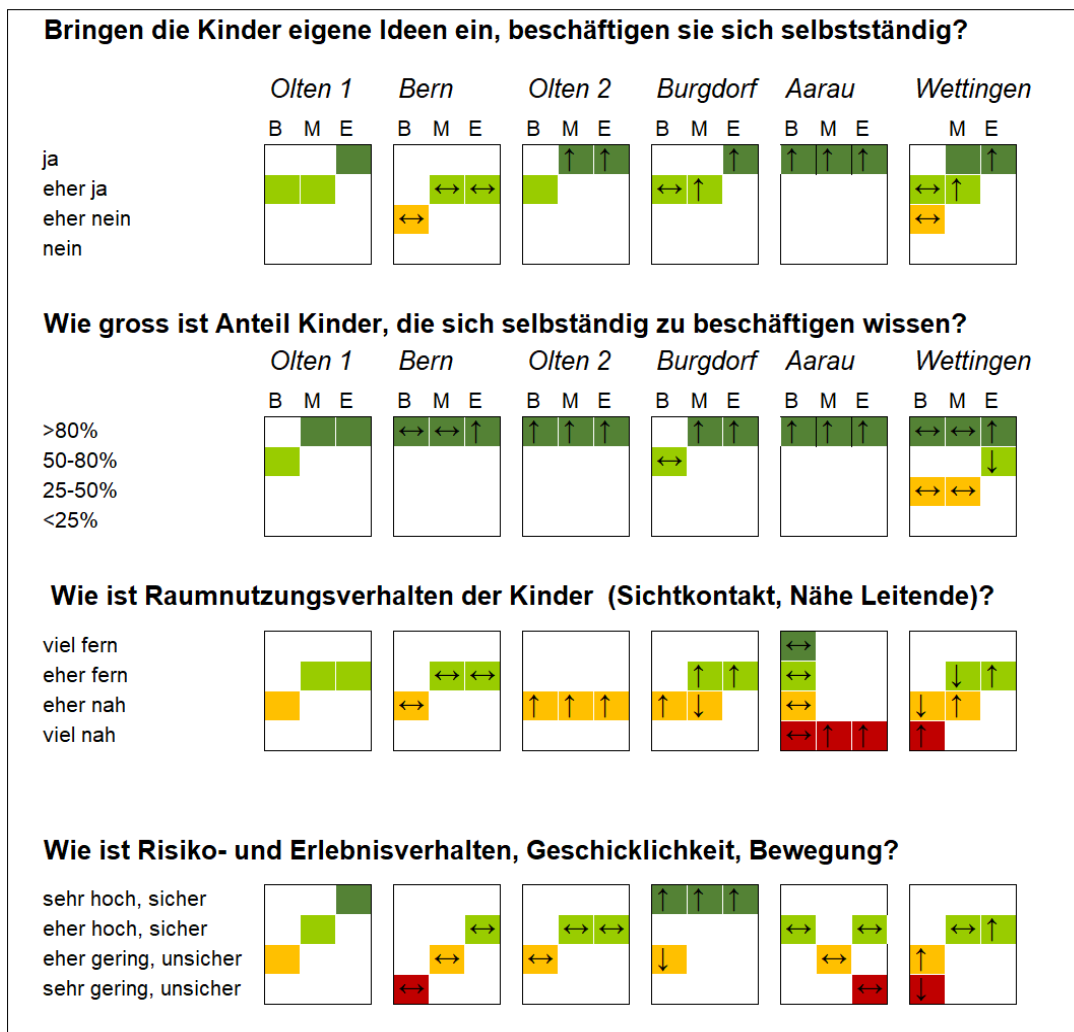 Bringen die Kinder eigene Ideen ein, beschäftigen sie sich selbstständig?
Olten 1 Bern Olten 2 Burgdorf Aarau Wettingen
B M E B M E B M E B M E B M E M E
ja ↑ ↑ ↑ ↑ ↑ ↑ ↑
eher ja ↔ ↔ ↔ ↑ ↔ ↑
eher nein ↔ ↔
nein
Wie gross ist Anteil Kinder, die sich selbständig zu beschäftigen wissen?
Olten 1 Bern Olten 2 Burgdorf Aarau Wettingen
B M E B M E B M E B M E B M E B M E
>80% ↔ ↔ ↑ ↑ ↑ ↑ ↑ ↑ ↑ ↑ ↑ ↔ ↔ ↑
50-80% ↔ ↓
25-50% ↔ ↔
<25%
Wie ist Raumnutzungsverhalten der Kinder (Sichtkontakt, Nähe Leitende)?
viel fern ↔
eher fern ↔ ↔ ↑ ↑ ↔ ↓ ↑
eher nah ↔ ↑ ↑ ↑ ↑ ↓ ↔ ↓ ↑
viel nah ↔ ↑ ↑ ↑
Wie ist Risiko- und Erlebnisverhalten, Geschicklichkeit, Bewegung?
sehr hoch, sicher ↑ ↑ ↑
eher hoch, sicher ↔ ↔ ↔ ↔ ↔ ↔ ↑
eher gering, unsicher ↔ ↔ ↓ ↔ ↑
sehr gering, unsicher ↔ ↔ ↓